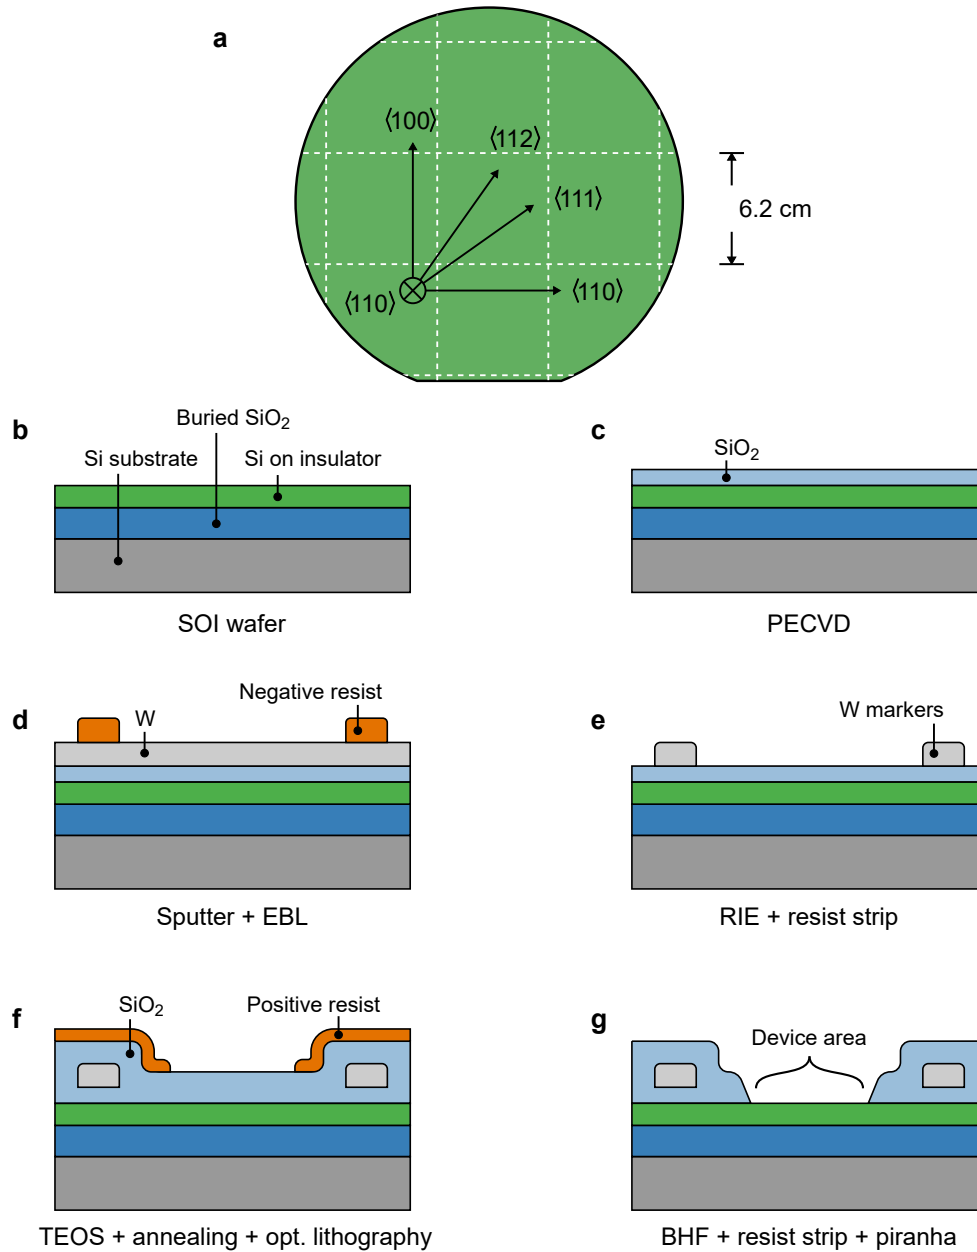 a
⟨100⟩
⟨112⟩
⟨111⟩
6.2 cm
⟨110⟩
⟨110⟩
b
Buried SiO₂
Si substrate
Si on insulator
SOI wafer
c
SiO₂
PECVD
d
Negative resist
W
Sputter + EBL
e
W markers
RIE + resist strip
f
SiO₂
Positive resist
TEOS + annealing + opt. lithography
g
Device area
BHF + resist strip + piranha